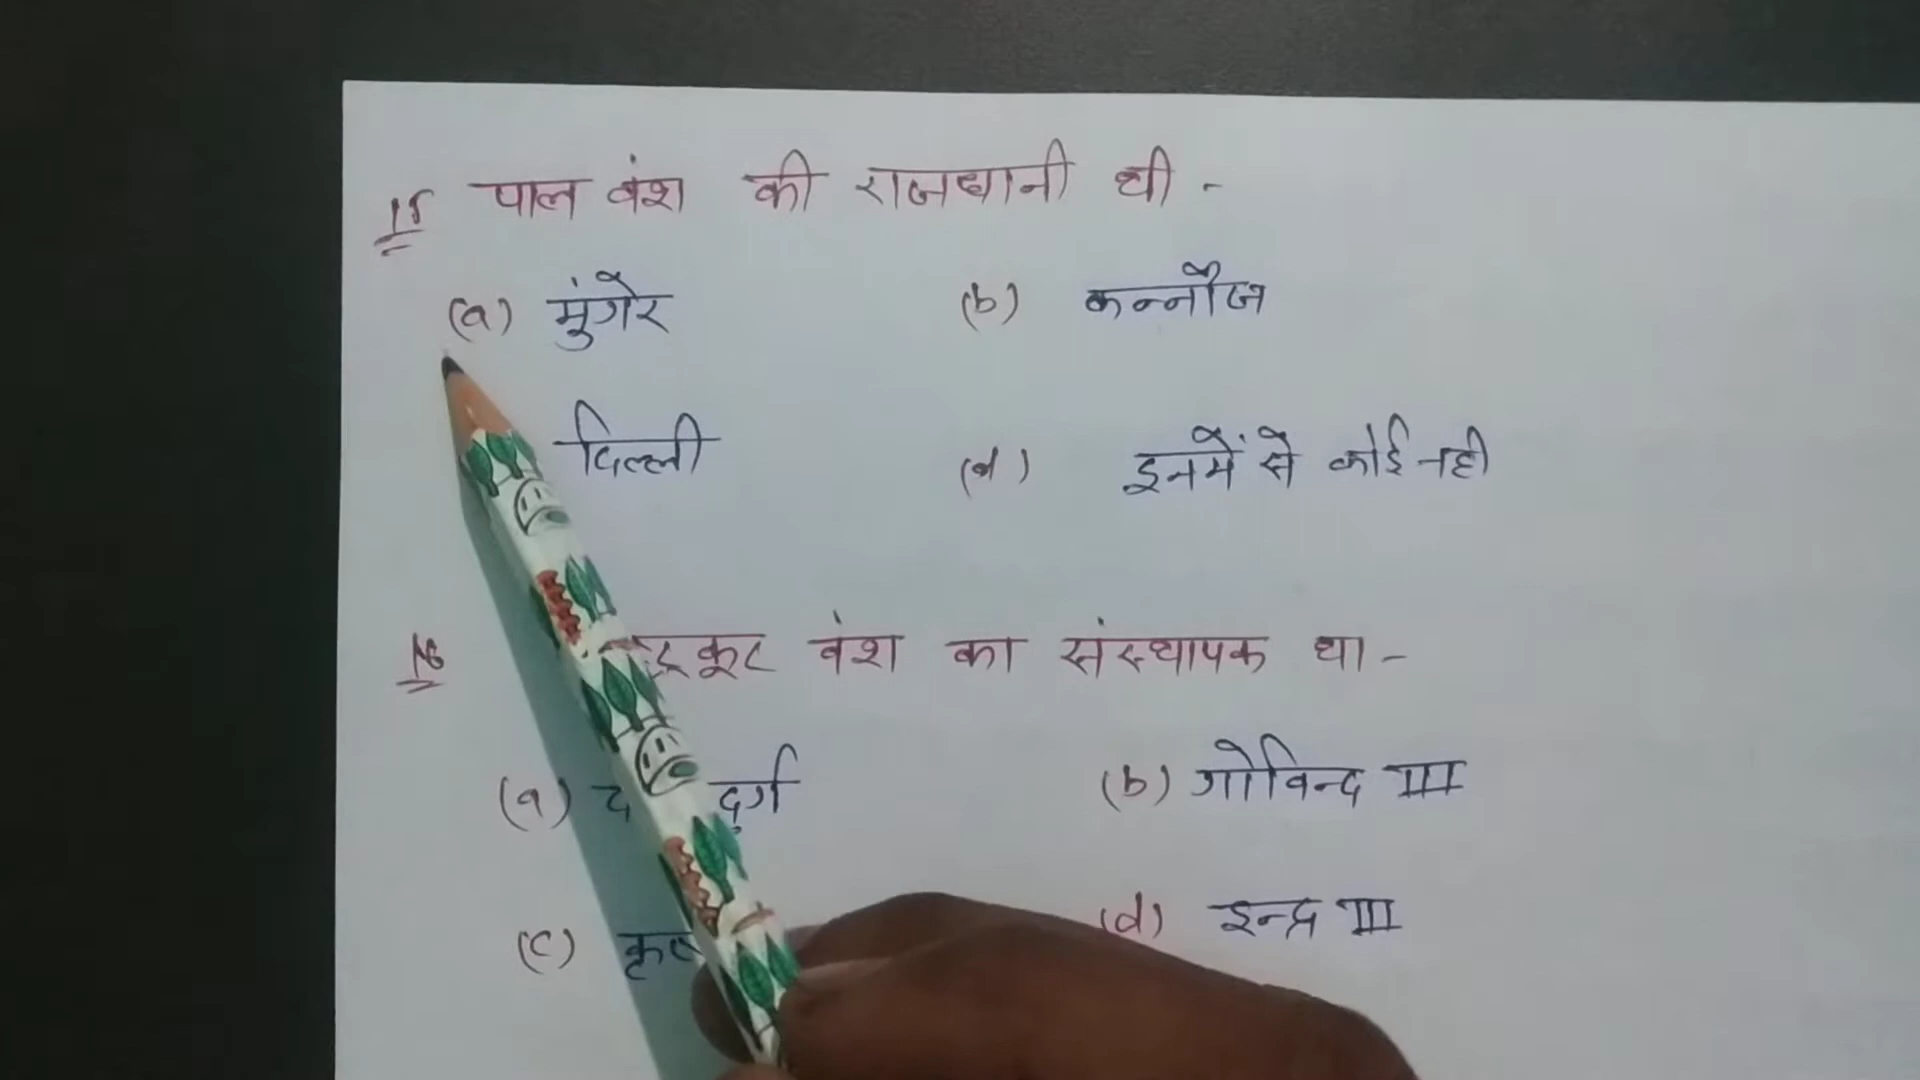 15 पाल वंश की राजधानी थी -
(a) मुंगेर (b) कन्नौज
दिल्ली (d) इनमें से कोई नही
16 वंश का संस्थापक था -
(a) दुर्ग (b) गोविन्द III
(c) (d) इन्द्र III